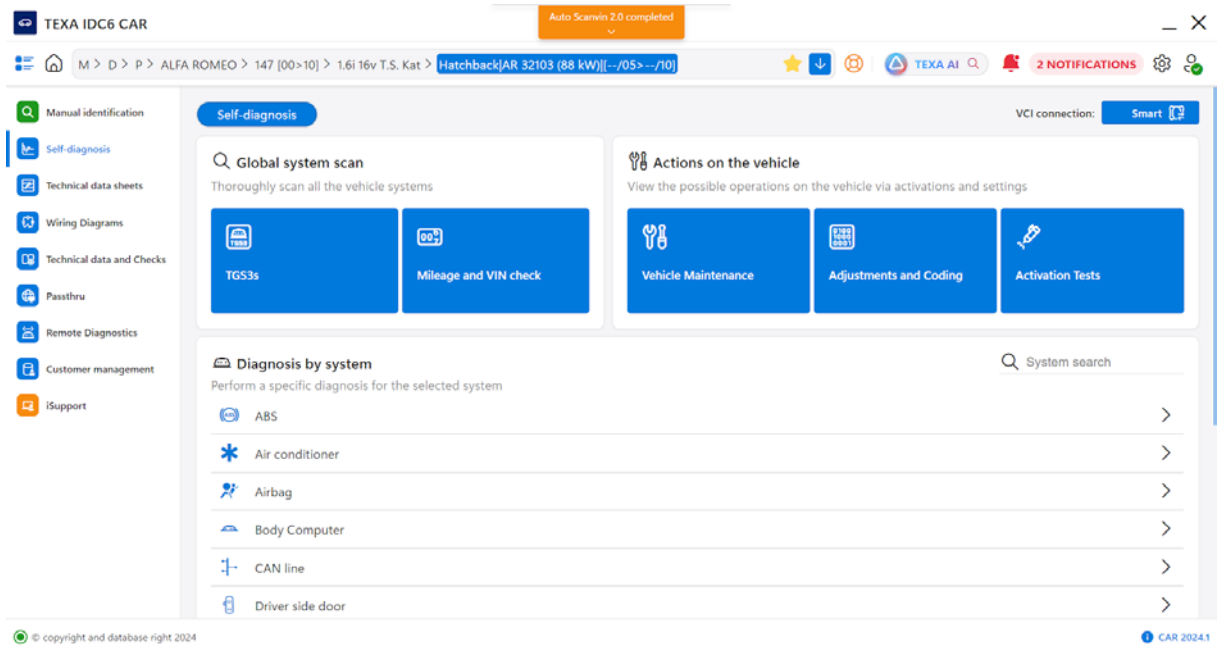 TEXA IDC6 CAR
Auto Scanvin 2.0 completed
M > D > P > ALFA ROMEO > 147 [00>10] > 1.6i 16v T.S. Kat > Hatchback|AR 32103 (88 kW)|[--/05>--/10]
TEXA AI
2 NOTIFICATIONS
Manual identification
Self-diagnosis
Technical data sheets
Wiring Diagrams
Technical data and Checks
Passthru
Remote Diagnostics
Customer management
iSupport
Self-diagnosis
VCI connection:
Smart
Global system scan
Thoroughly scan all the vehicle systems
TGS3s
Mileage and VIN check
Actions on the vehicle
View the possible operations on the vehicle via activations and settings
Vehicle Maintenance
Adjustments and Coding
Activation Tests
Diagnosis by system
System search
Perform a specific diagnosis for the selected system
ABS
Air conditioner
Airbag
Body Computer
CAN line
Driver side door
© copyright and database right 2024
CAR 2024.1